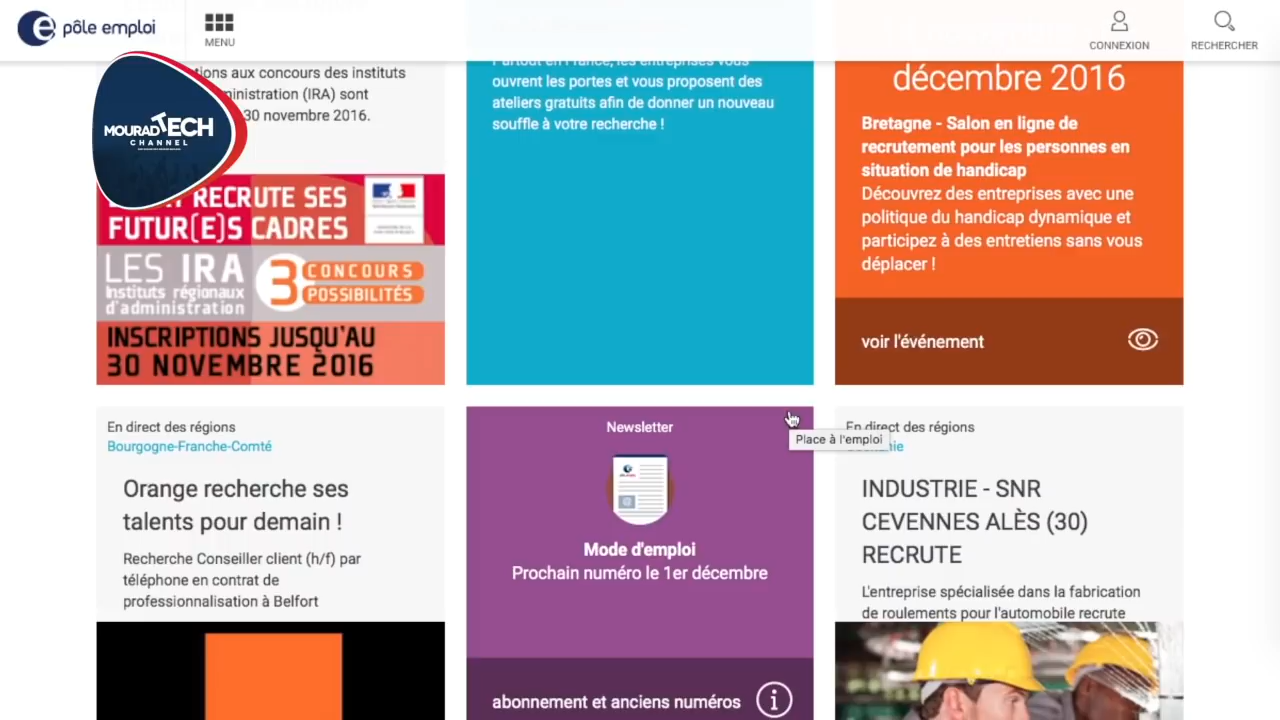 pôle emploi
MENU
CONNEXION
RECHERCHER
tions aux concours des instituts
ministration (IRA) sont
30 novembre 2016.
MOURAD TECH
CHANNEL
RECRUTE SES
FUTUR(E)S CADRES
LES IRA
Instituts régionaux
d'administration
3 CONCOURS
POSSIBILITÉS
INSCRIPTIONS JUSQU'AU
30 NOVEMBRE 2016
Partout en France, les entreprises vous
ouvrent les portes et vous proposent des
ateliers gratuits afin de donner un nouveau
souffle à votre recherche !
décembre 2016
Bretagne - Salon en ligne de
recrutement pour les personnes en
situation de handicap
Découvrez des entreprises avec une
politique du handicap dynamique et
participez à des entretiens sans vous
déplacer !
voir l'événement
En direct des régions
Bourgogne-Franche-Comté
Orange recherche ses
talents pour demain !
Recherche Conseiller client (h/f) par
téléphone en contrat de
professionnalisation à Belfort
Newsletter
Mode d'emploi
Prochain numéro le 1er décembre
abonnement et anciens numéros
Place à l'emploi
En direct des régions
INDUSTRIE - SNR
CEVENNES ALÈS (30)
RECRUTE
L'entreprise spécialisée dans la fabrication
de roulements pour l'automobile recrute